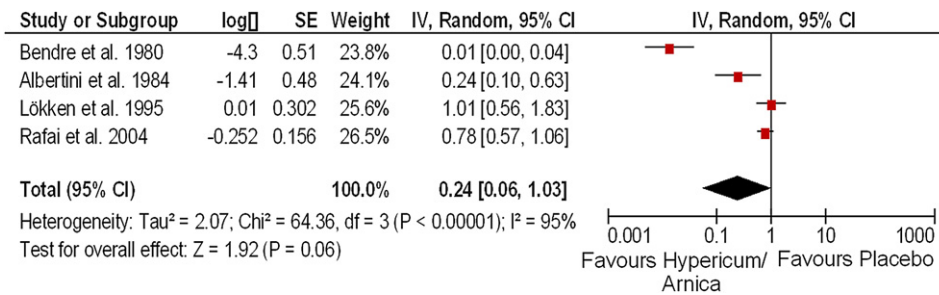 Study or Subgroup log[] SE Weight IV, Random, 95% CI IV, Random, 95% CI
Bendre et al. 1980 -4.3 0.51 23.8% 0.01 [0.00, 0.04]
Albertini et al. 1984 -1.41 0.48 24.1% 0.24 [0.10, 0.63]
Lökken et al. 1995 0.01 0.302 25.6% 1.01 [0.56, 1.83]
Rafai et al. 2004 -0.252 0.156 26.5% 0.78 [0.57, 1.06]
Total (95% CI) 100.0% 0.24 [0.06, 1.03]
Heterogeneity: Tau² = 2.07; Chi² = 64.36, df = 3 (P < 0.00001); I² = 95%
Test for overall effect: Z = 1.92 (P = 0.06)
0.001 0.1 1 10 1000
Favours Hypericum/ Favours Placebo
Arnica